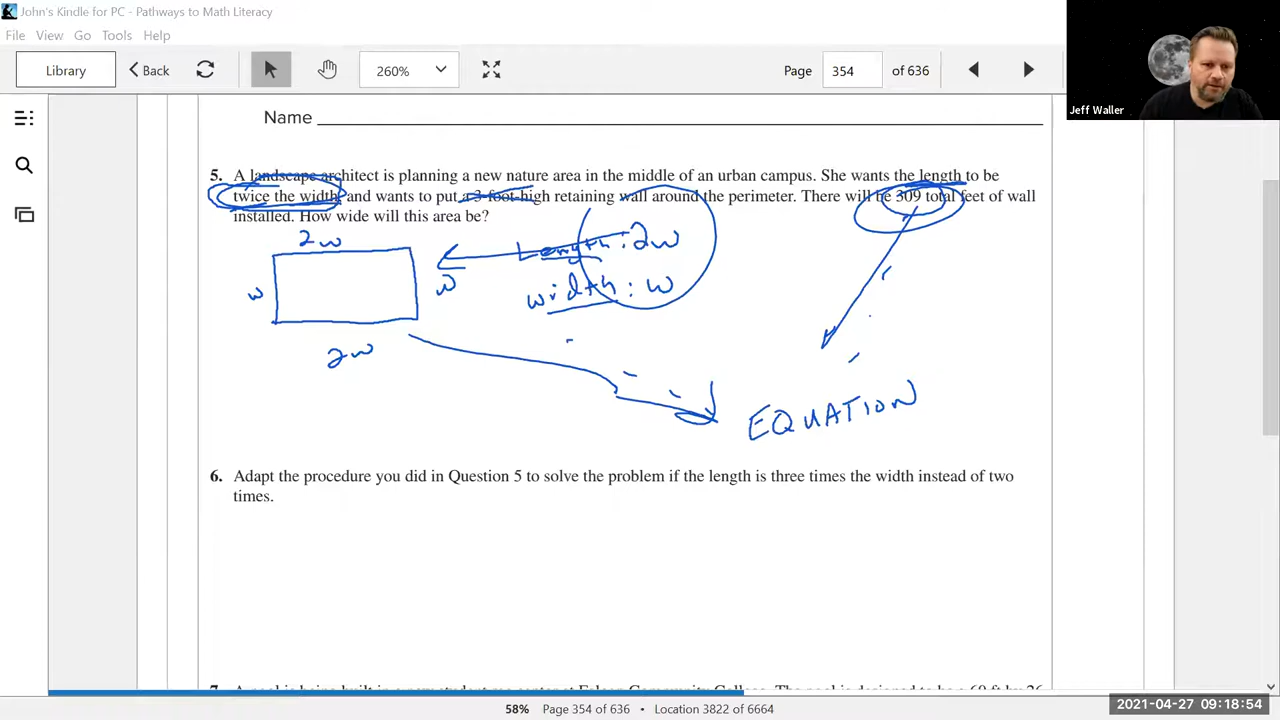 John's Kindle for PC - Pathways to Math Literacy
File View Go Tools Help
Library
Back
260%
Page 354 of 636
Jeff Waller
Name
5. A landscape architect is planning a new nature area in the middle of an urban campus. She wants the length to be
twice the width, and wants to put a 3-foot-high retaining wall around the perimeter. There will be 309 total feet of wall
installed. How wide will this area be?
2w
Length: 2w
w
w
width: w
2w
EQUATION
6. Adapt the procedure you did in Question 5 to solve the problem if the length is three times the width instead of two
times.
58% Page 354 of 636 • Location 3822 of 6664
2021-04-27 09:18:54